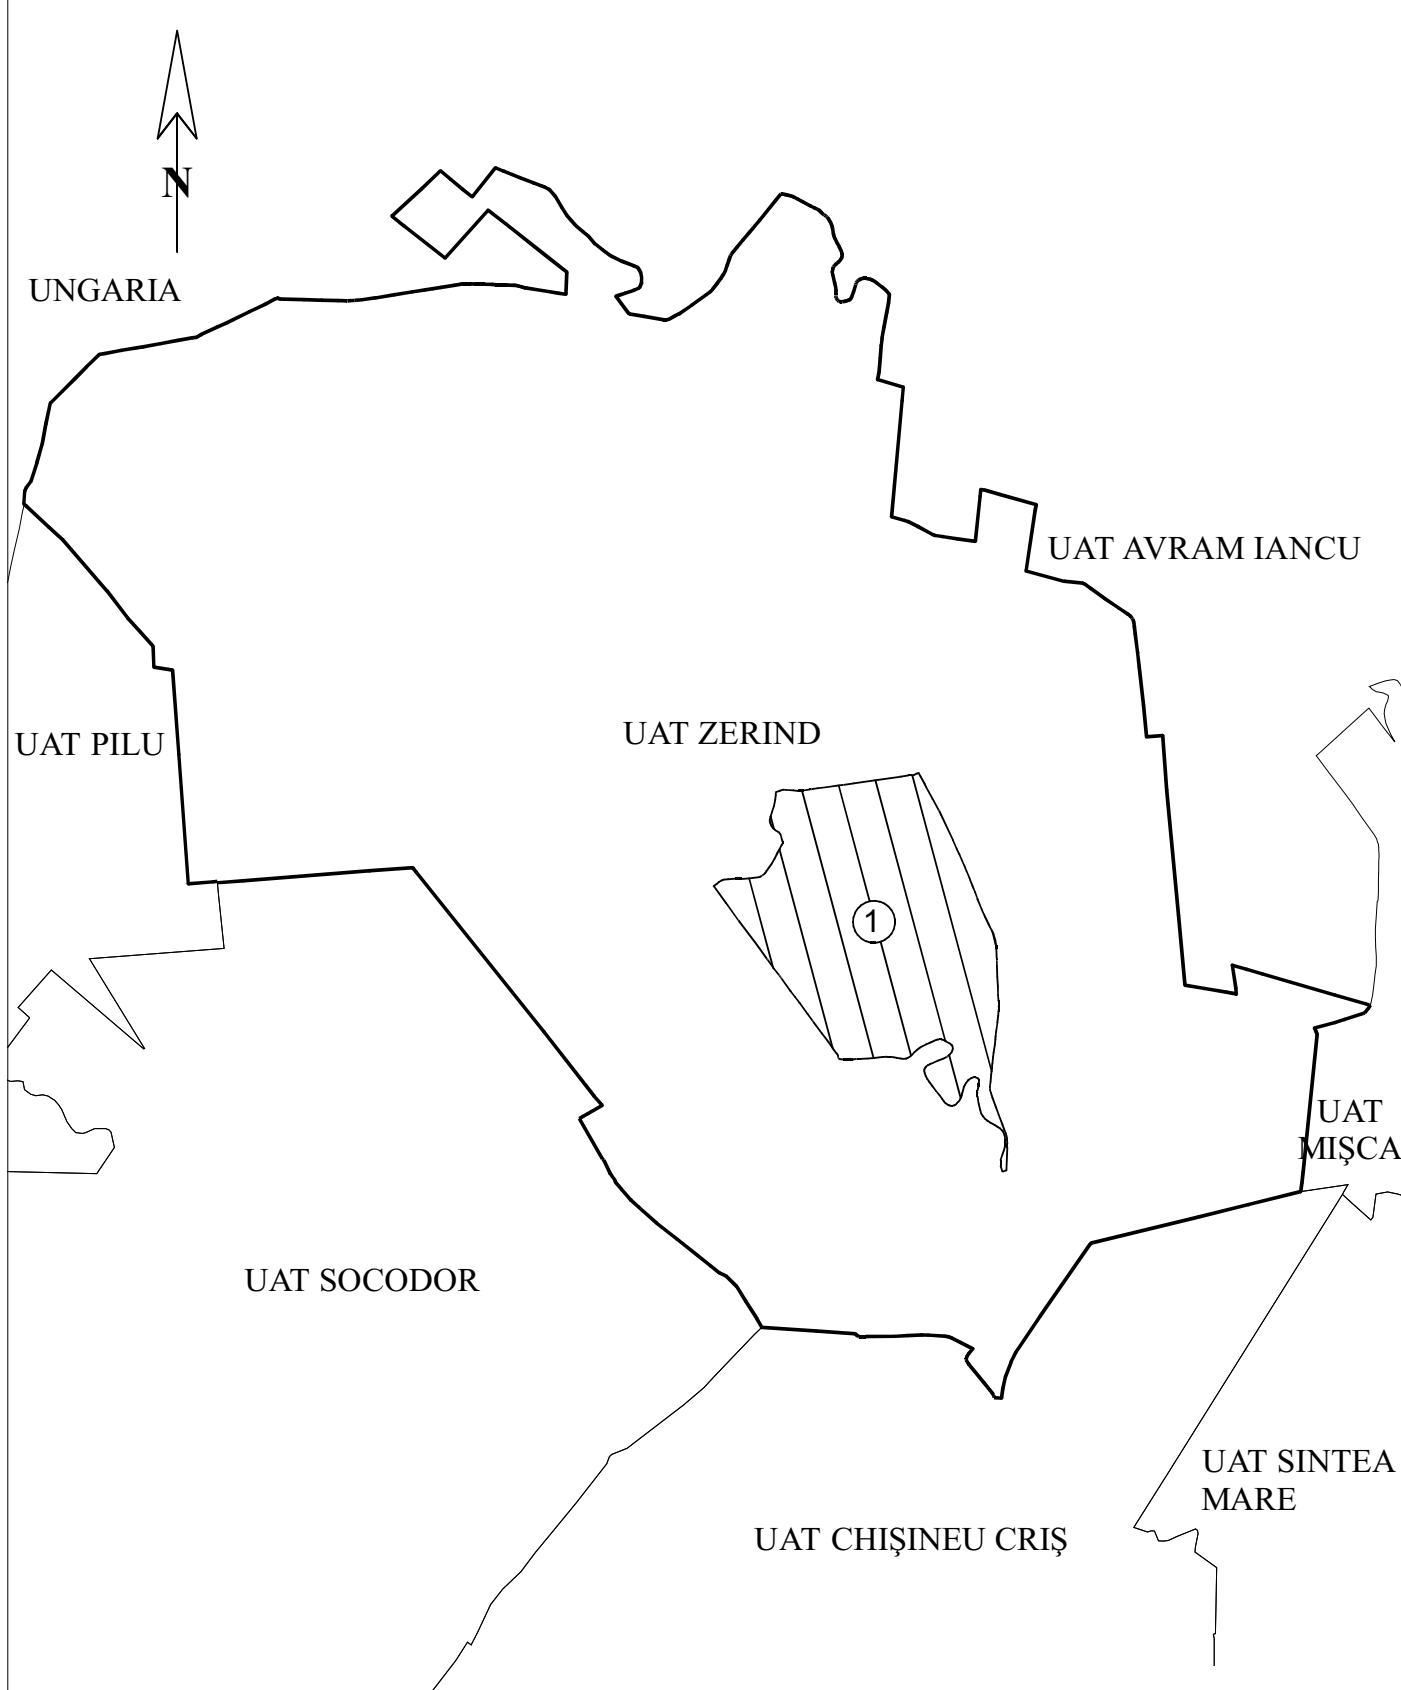 N
UNGARIA
UAT AVRAM IANCU
UAT PILU
UAT ZERIND
1
UAT
MIŞCA
UAT SOCODOR
UAT SINTEA
MARE
UAT CHIŞINEU CRIŞ